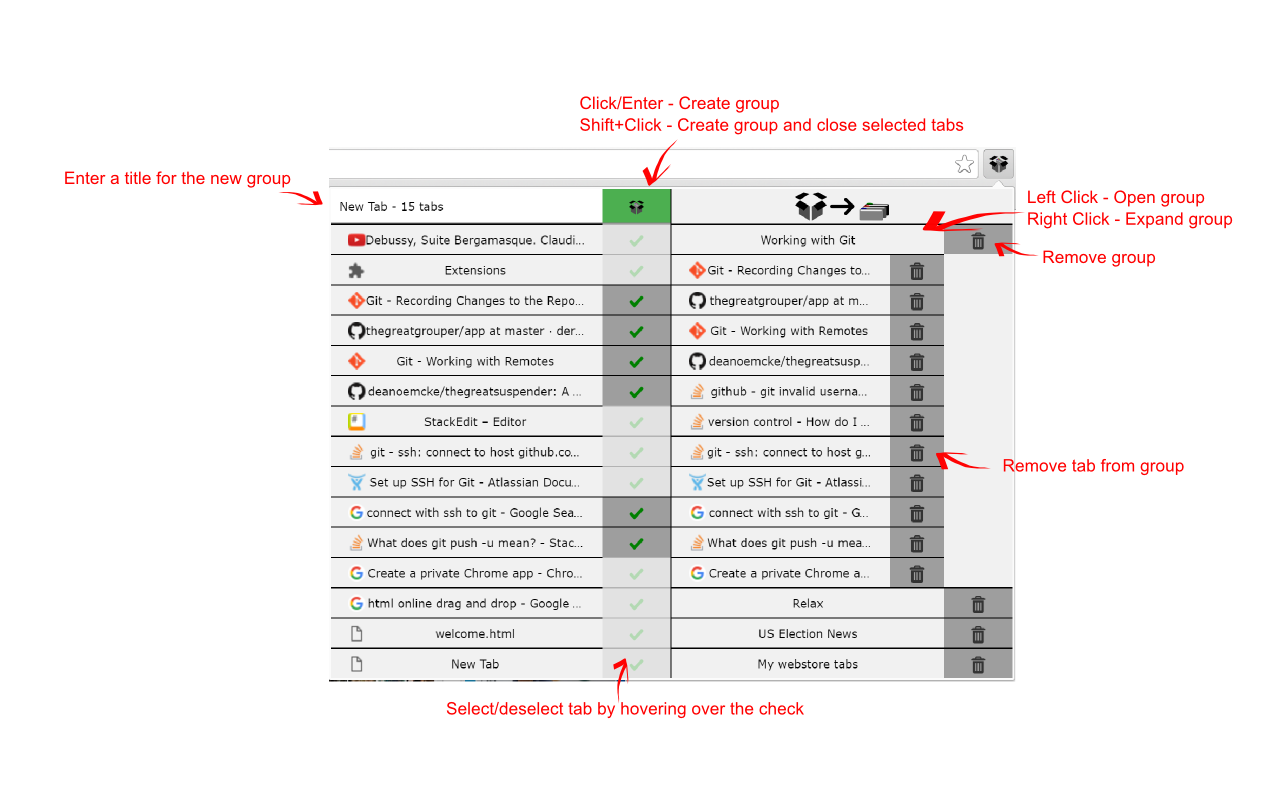 Click/Enter - Create group
Shift+Click - Create group and close selected tabs
Enter a title for the new group
New Tab - 15 tabs
Left Click - Open group
Right Click - Expand group
Remove group
Debussy, Suite Bergamasque. Claudi...
Working with Git
Extensions
Git - Recording Changes to...
Git - Recording Changes to the Repo...
thegreatgrouper/app at m...
thegreatgrouper/app at master · der...
Git - Working with Remotes
Git - Working with Remotes
deanoemcke/thegreatsusp...
deanoemcke/thegreatsuspender: A ...
github - git invalid userna...
StackEdit – Editor
version control - How do I ...
git - ssh: connect to host github.co...
git - ssh: connect to host g...
Remove tab from group
Set up SSH for Git - Atlassian Docu...
Set up SSH for Git - Atlassi...
connect with ssh to git - Google Sea...
connect with ssh to git - G...
What does git push -u mean? - Stac...
What does git push -u mea...
Create a private Chrome app - Chro...
Create a private Chrome a...
html online drag and drop - Google ...
Relax
welcome.html
US Election News
New Tab
My webstore tabs
Select/deselect tab by hovering over the check